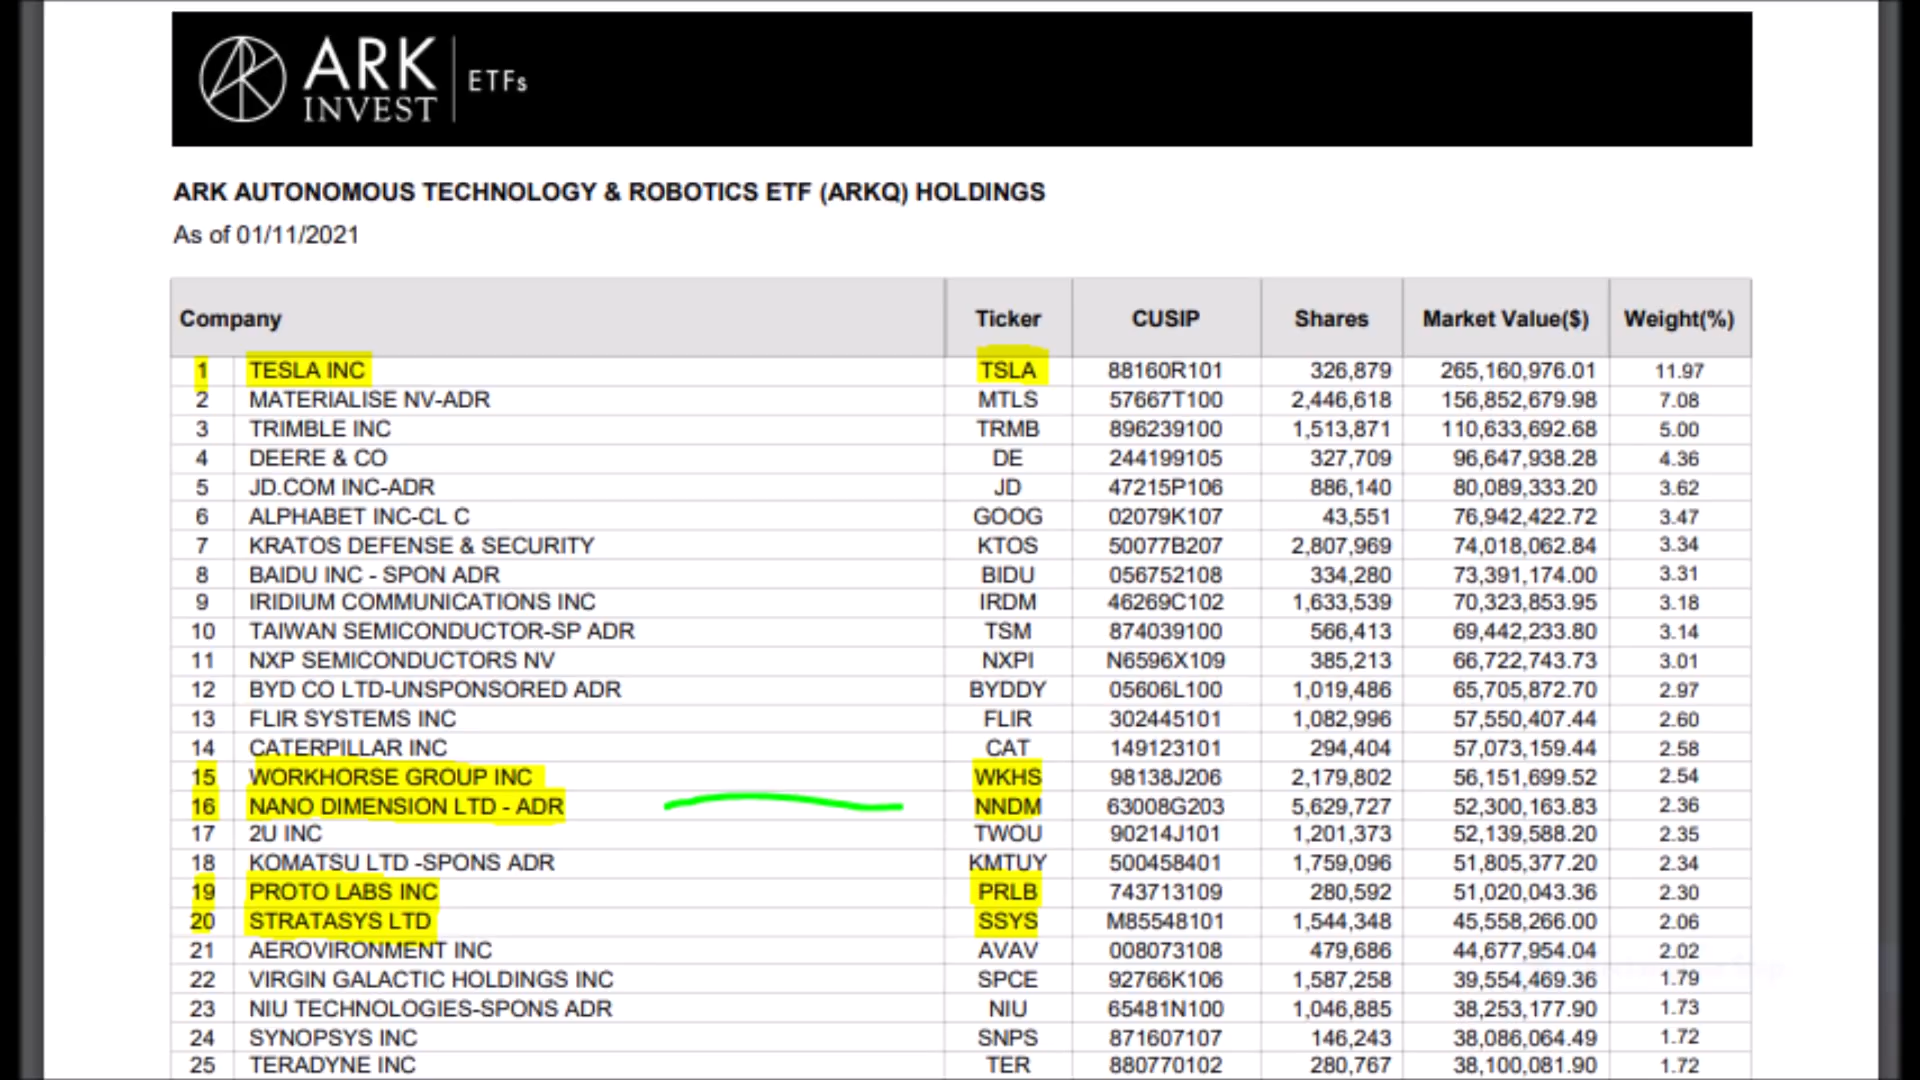 ARK
INVEST
ETFs
ARK AUTONOMOUS TECHNOLOGY & ROBOTICS ETF (ARKQ) HOLDINGS
As of 01/11/2021
Company Ticker CUSIP Shares Market Value($) Weight(%)
1 TESLA INC TSLA 88160R101 326,879 265,160,976.01 11.97
2 MATERIALISE NV-ADR MTLS 57667T100 2,446,618 156,852,679.98 7.08
3 TRIMBLE INC TRMB 896239100 1,513,871 110,633,692.68 5.00
4 DEERE & CO DE 244199105 327,709 96,647,938.28 4.36
5 JD.COM INC-ADR JD 47215P106 886,140 80,089,333.20 3.62
6 ALPHABET INC-CL C GOOG 02079K107 43,551 76,942,422.72 3.47
7 KRATOS DEFENSE & SECURITY KTOS 50077B207 2,807,969 74,018,062.84 3.34
8 BAIDU INC - SPON ADR BIDU 056752108 334,280 73,391,174.00 3.31
9 IRIDIUM COMMUNICATIONS INC IRDM 46269C102 1,633,539 70,323,853.95 3.18
10 TAIWAN SEMICONDUCTOR-SP ADR TSM 874039100 566,413 69,442,233.80 3.14
11 NXP SEMICONDUCTORS NV NXPI N6596X109 385,213 66,722,743.73 3.01
12 BYD CO LTD-UNSPONSORED ADR BYDDY 05606L100 1,019,486 65,705,872.70 2.97
13 FLIR SYSTEMS INC FLIR 302445101 1,082,996 57,550,407.44 2.60
14 CATERPILLAR INC CAT 149123101 294,404 57,073,159.44 2.58
15 WORKHORSE GROUP INC WKHS 98138J206 2,179,802 56,151,699.52 2.54
16 NANO DIMENSION LTD - ADR NNDM 63008G203 5,629,727 52,300,163.83 2.36
17 2U INC TWOU 90214J101 1,201,373 52,139,588.20 2.35
18 KOMATSU LTD -SPONS ADR KMTUY 500458401 1,759,096 51,805,377.20 2.34
19 PROTO LABS INC PRLB 743713109 280,592 51,020,043.36 2.30
20 STRATASYS LTD SSYS M85548101 1,544,348 45,558,266.00 2.06
21 AEROVIRONMENT INC AVAV 008073108 479,686 44,677,954.04 2.02
22 VIRGIN GALACTIC HOLDINGS INC SPCE 92766K106 1,587,258 39,554,469.36 1.79
23 NIU TECHNOLOGIES-SPONS ADR NIU 65481N100 1,046,885 38,253,177.90 1.73
24 SYNOPSYS INC SNPS 871607107 146,243 38,086,064.49 1.72
25 TERADYNE INC TER 880770102 280,767 38,100,081.90 1.72